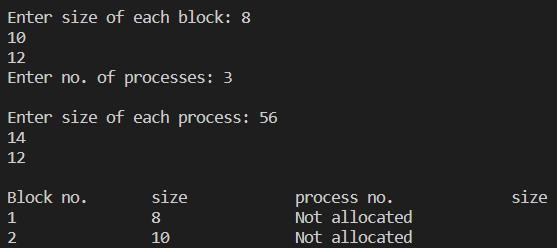 Enter size of each block: 8
10
12
Enter no. of processes: 3
Enter size of each process: 56
14
12
Block no. size process no. size
1 8 Not allocated
2 10 Not allocated